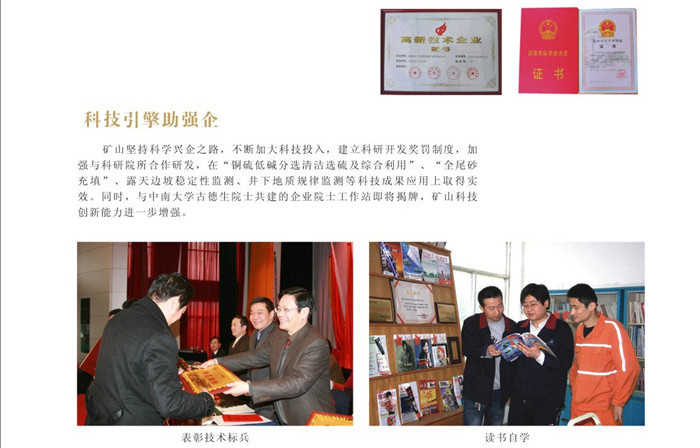 高新技术企业
证书
证书
证书
科技引擎助强企
矿山坚持科学兴企之路，不断加大科技投入，建立科研开发奖罚制度，加
强与科研院所合作研发，在“铜硫低碱分选清洁选硫及综合利用”、“全尾砂
充填”、露天边坡稳定性监测、井下地质规律监测等科技成果应用上取得实
效。同时，与中南大学古德生院士共建的企业院士工作站即将揭牌，矿山科技
创新能力进一步增强。
表彰技术标兵
读书自学